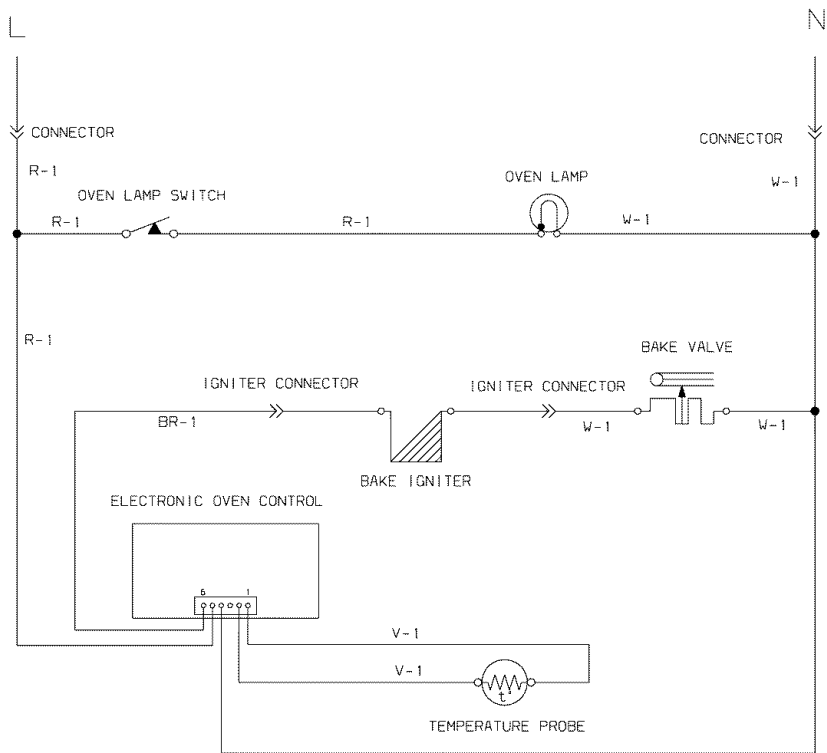 L
N
CONNECTOR
CONNECTOR
R-1
W-1
OVEN LAMP SWITCH
OVEN LAMP
R-1
R-1
W-1
R-1
BAKE VALVE
IGNITER CONNECTOR
IGNITER CONNECTOR
BR-1
W-1
W-1
BAKE IGNITER
ELECTRONIC OVEN CONTROL
6 1
V-1
V-1
t°
TEMPERATURE PROBE